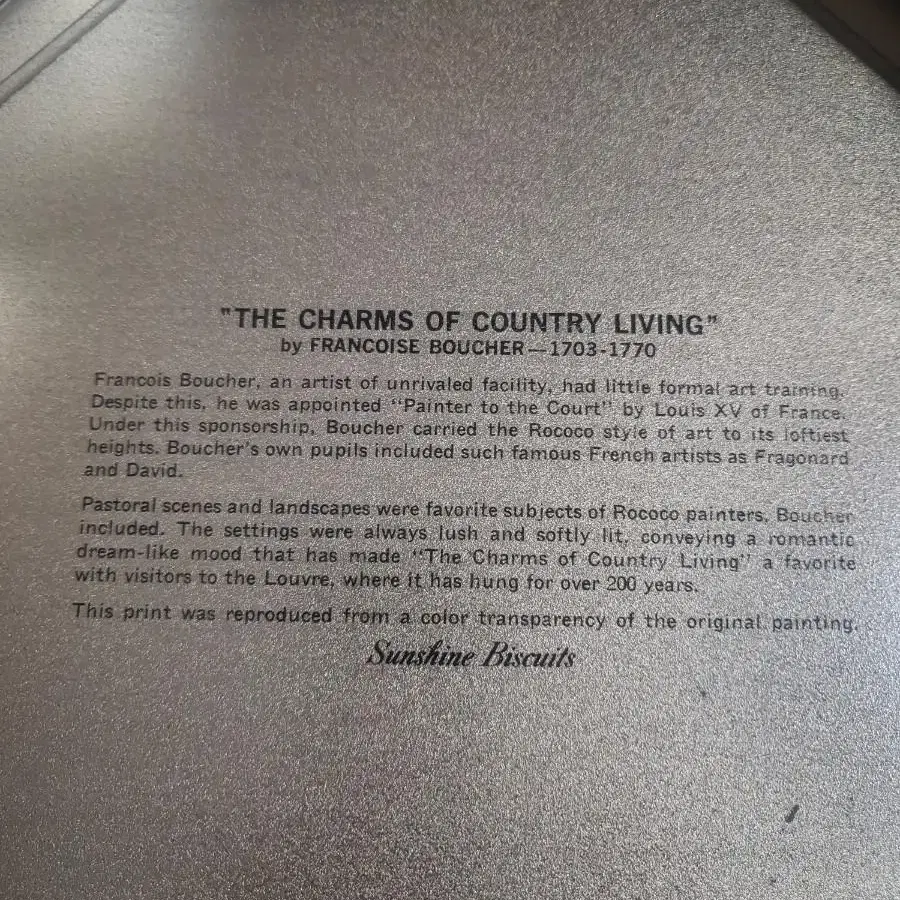 "THE CHARMS OF COUNTRY LIVING"
by FRANCOISE BOUCHER—1703-1770
Francois Boucher, an artist of unrivaled facility, had little formal art training.
Despite this, he was appointed "Painter to the Court" by Louis XV of France.
Under this sponsorship, Boucher carried the Rococo style of art to its loftiest
heights. Boucher's own pupils included such famous French artists as Fragonard
and David.
Pastoral scenes and landscapes were favorite subjects of Rococo painters, Boucher
included. The settings were always lush and softly lit, conveying a romantic
dream-like mood that has made "The Charms of Country Living" a favorite
with visitors to the Louvre, where it has hung for over 200 years.
This print was reproduced from a color transparency of the original painting.
Sunshine Biscuits